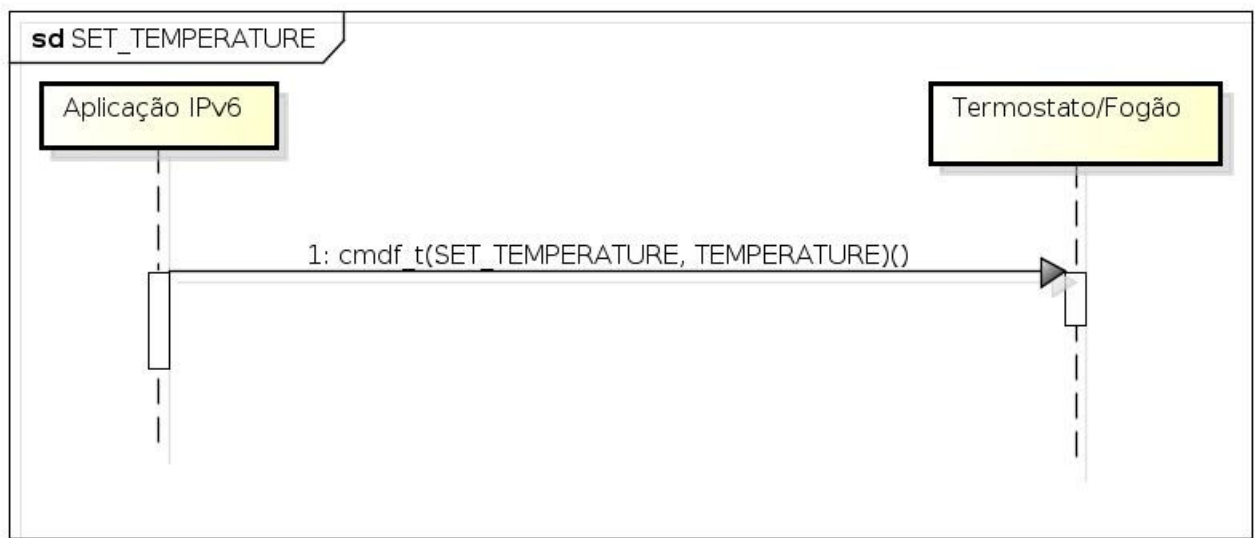 sd SET_TEMPERATURE
Aplicação IPv6
Termostato/Fogão
1: cmdf_t(SET_TEMPERATURE, TEMPERATURE)()